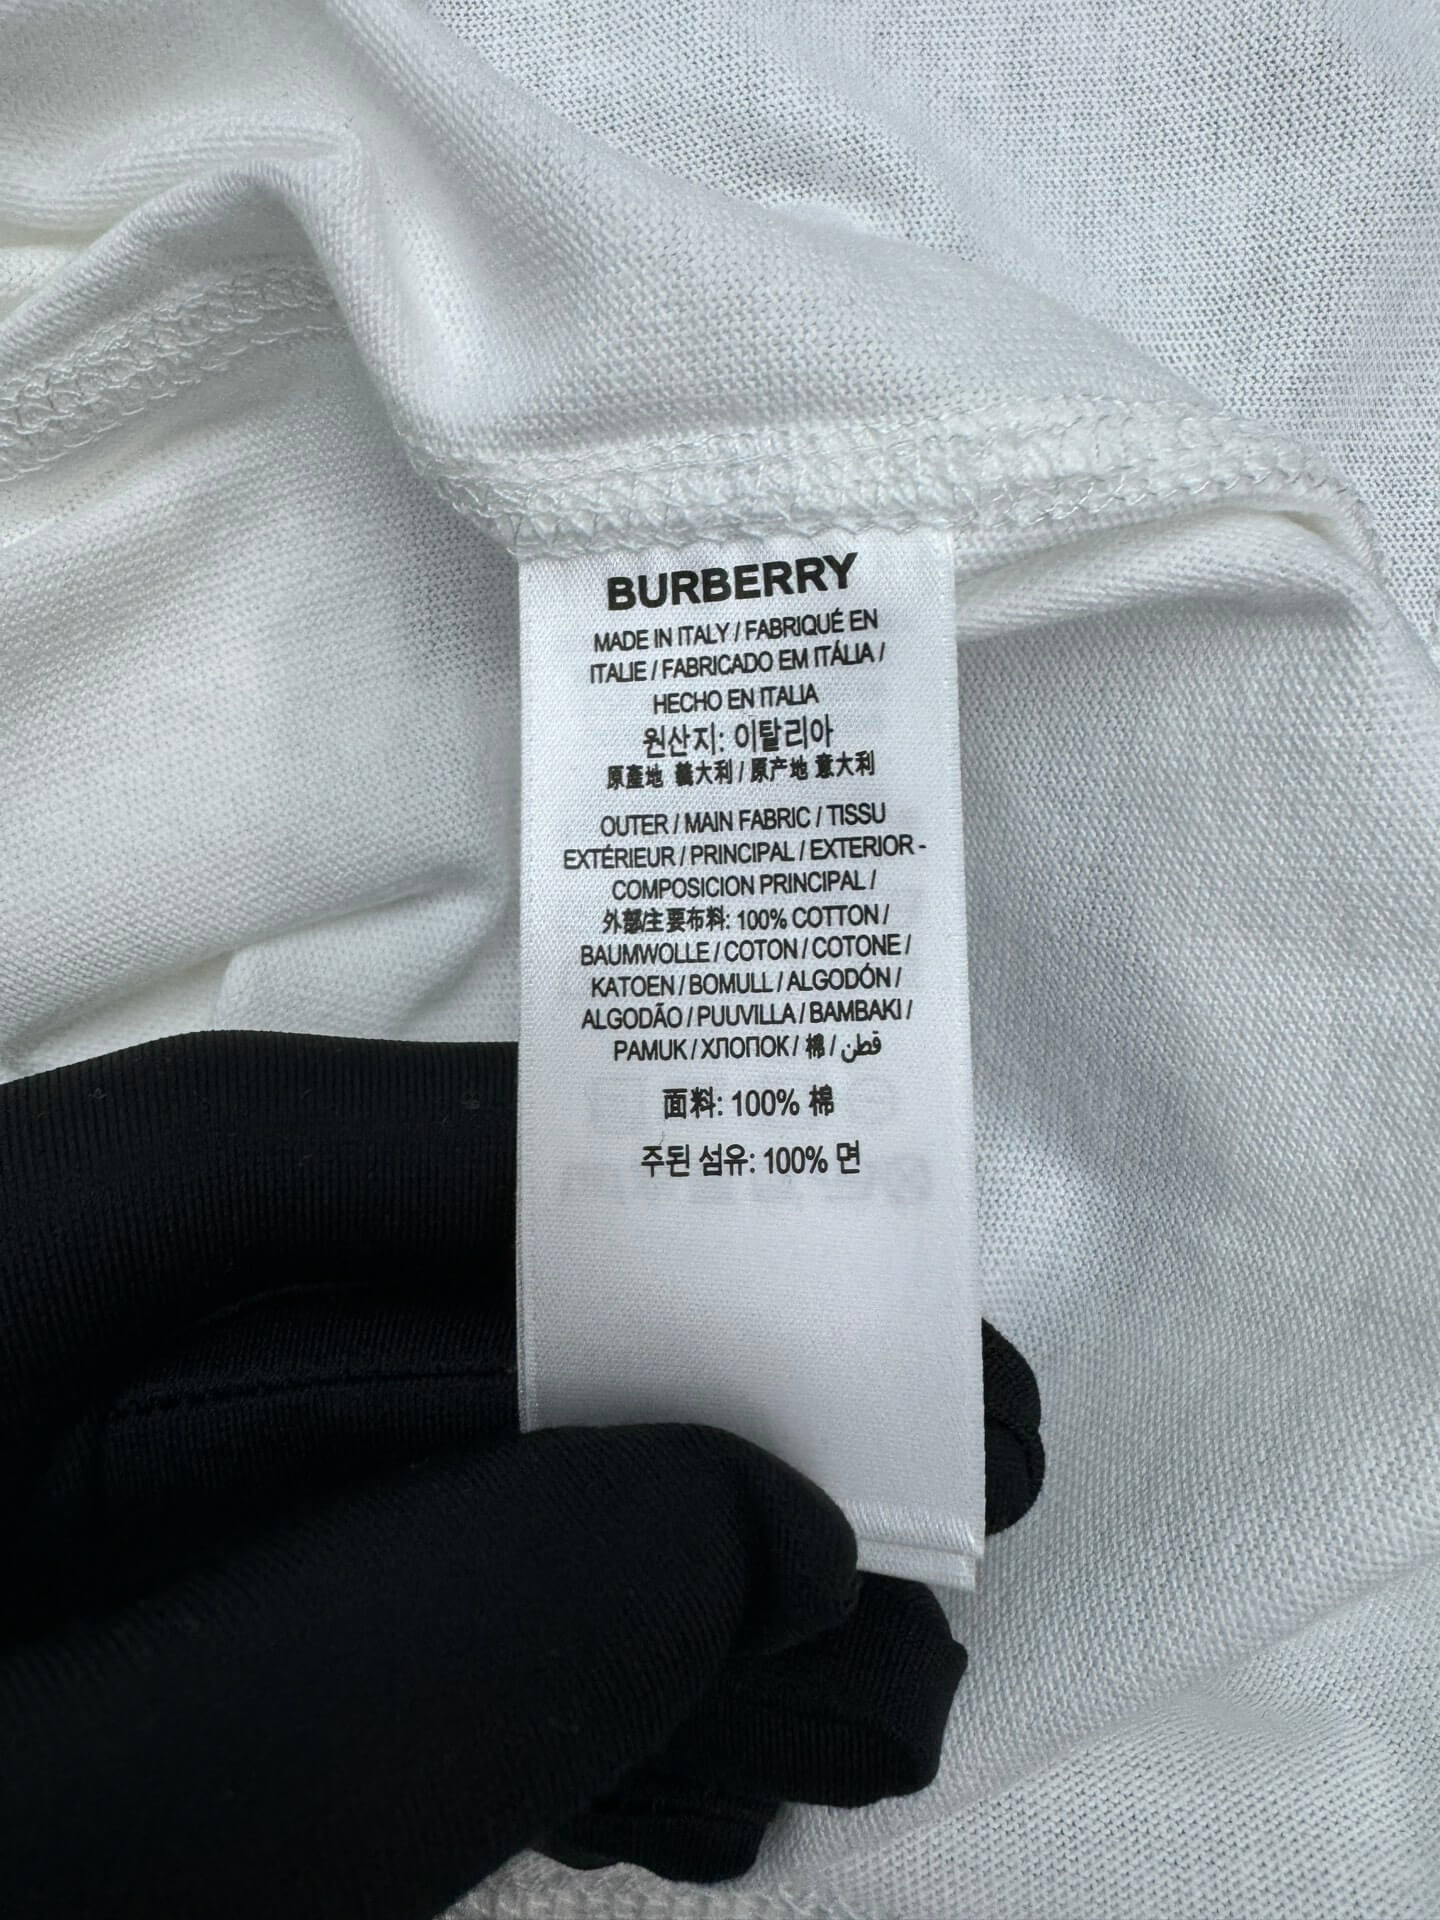 BURBERRY
MADE IN ITALY / FABRIQUÉ EN
ITALIE / FABRICADO EM ITÁLIA /
HECHO EN ITALIA
원산지: 이탈리아
原產地 義大利 / 原产地 意大利
OUTER / MAIN FABRIC / TISSU
EXTÉRIEUR / PRINCIPAL / EXTERIOR -
COMPOSICION PRINCIPAL /
外部/主要布料: 100% COTTON /
BAUMWOLLE / COTON / COTONE /
KATOEN / BOMULL / ALGODÓN /
ALGODÃO / PUUVILLA / BAMBAKI /
PAMUK / ХЛОПОК / 棉 / قطن
面料: 100% 棉
주된 섬유: 100% 면